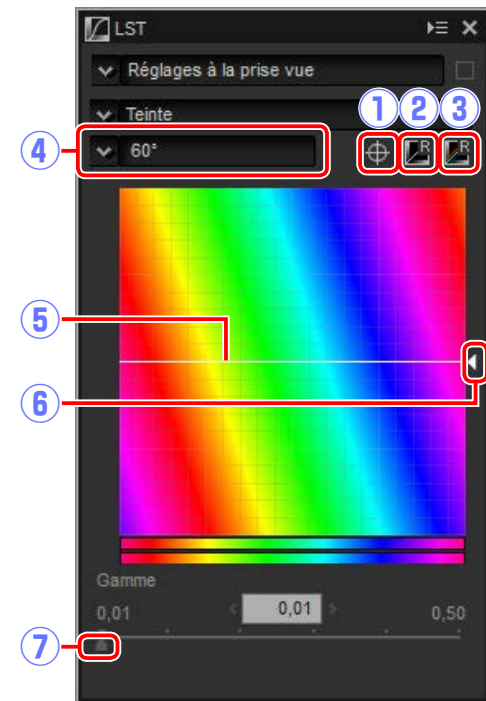 LST
Réglages à la prise vue
Teinte
1 2 3
4 60°
R R
5
6
Gamme
0,01 0,01 0,50
7